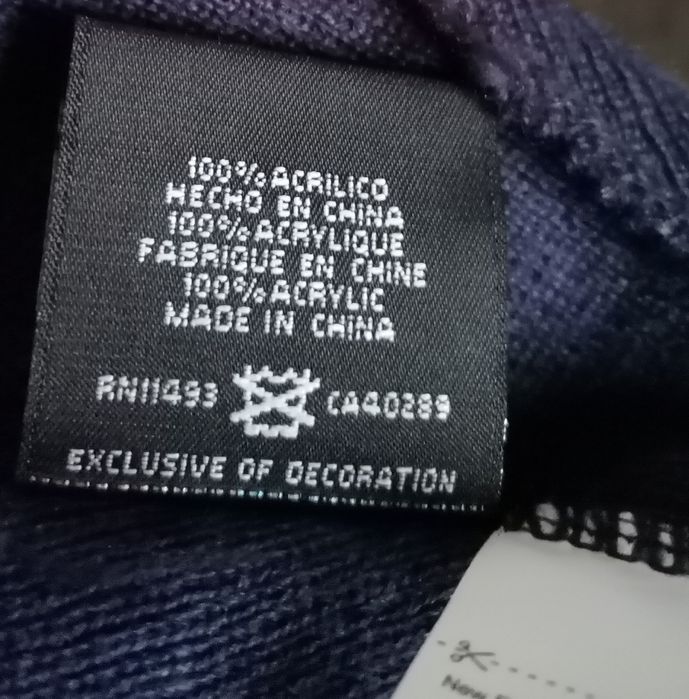 100% ACRILICO
HECHO EN CHINA
100% ACRYLIQUE
FABRIQUE EN CHINE
100% ACRYLIC
MADE IN CHINA
RN11493 CA40289
EXCLUSIVE OF DECORATION